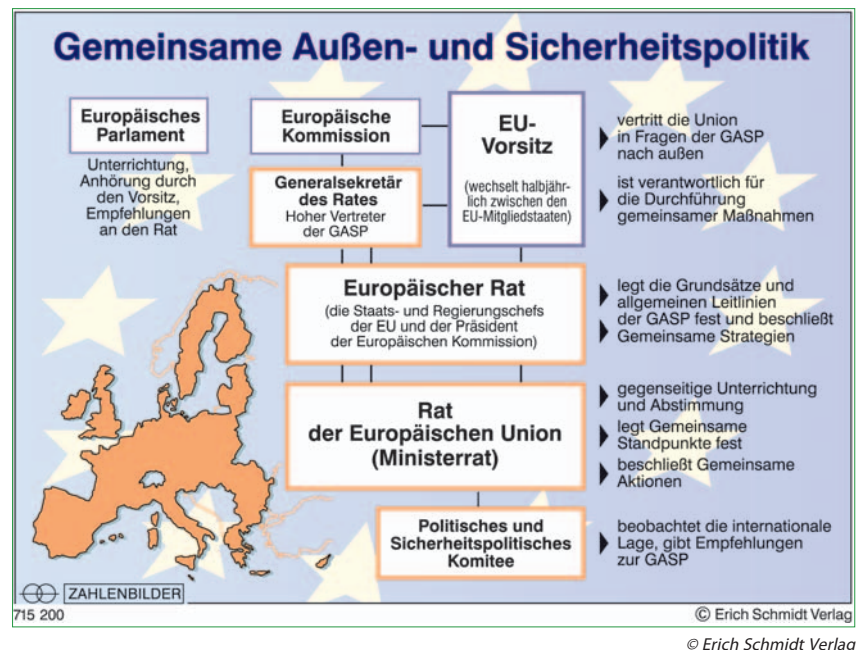 Gemeinsame Außen- und Sicherheitspolitik
Europäisches
Parlament
Unterrichtung,
Anhörung durch
den Vorsitz,
Empfehlungen
an den Rat
Europäische
Kommission
Generalsekretär
des Rates
Hoher Vertreter
der GASP
EU-
Vorsitz
(wechselt halbjähr-
lich zwischen den
EU-Mitgliedstaaten)
vertritt die Union
in Fragen der GASP
nach außen
ist verantwortlich für
die Durchführung
gemeinsamer Maßnahmen
Europäischer Rat
(die Staats- und Regierungschefs
der EU und der Präsident
der Europäischen Kommission)
legt die Grundsätze und
allgemeinen Leitlinien
der GASP fest und beschließt
Gemeinsame Strategien
Rat
der Europäischen Union
(Ministerrat)
gegenseitige Unterrichtung
und Abstimmung
legt Gemeinsame
Standpunkte fest
beschließt Gemeinsame
Aktionen
Politisches und
Sicherheitspolitisches
Komitee
beobachtet die internationale
Lage, gibt Empfehlungen
zur GASP
ZAHLENBILDER
715 200
© Erich Schmidt Verlag
© Erich Schmidt Verlag